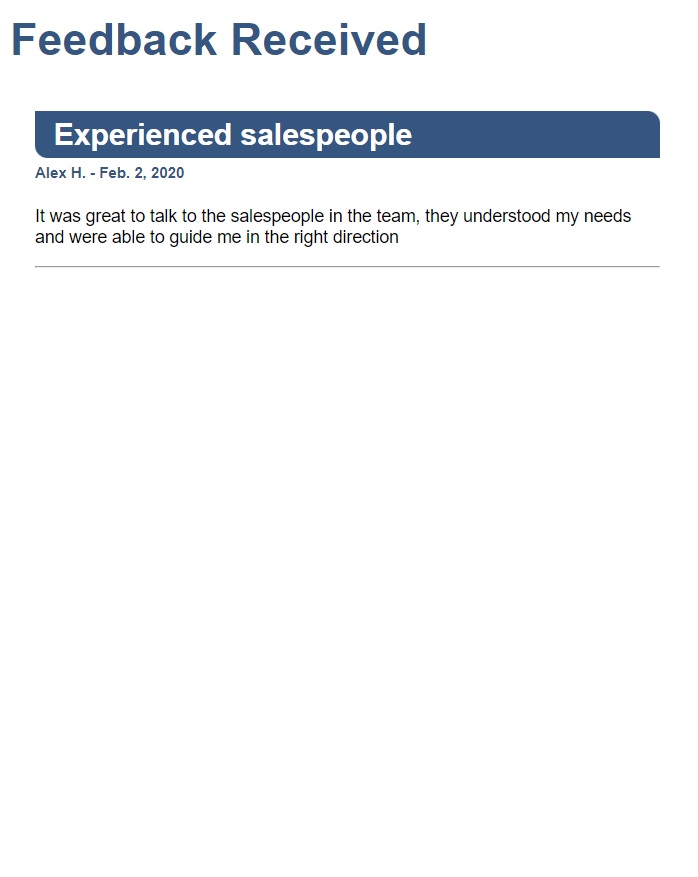 Feedback Received
Experienced salespeople
Alex H. - Feb. 2, 2020
It was great to talk to the salespeople in the team, they understood my needs
and were able to guide me in the right direction